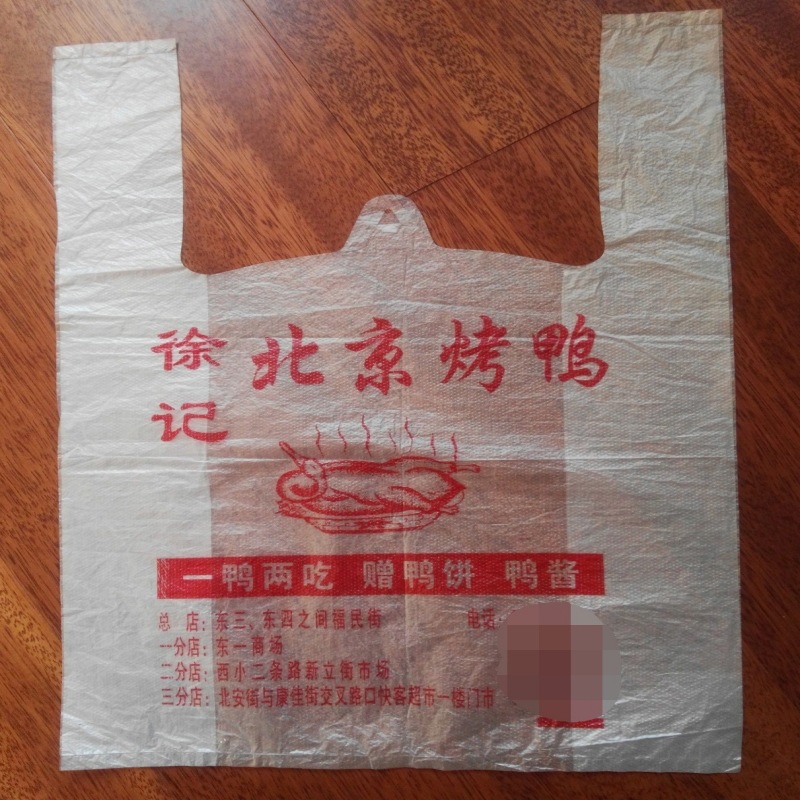 徐记 北京烤鸭
一鸭两吃 赠鸭饼 鸭酱
总 店：东三、东四之间福民街 电话：
一分店：东一商场
二分店：西小二条路新立街市场
三分店：北安街与康佳街交叉路口快客超市一楼门市